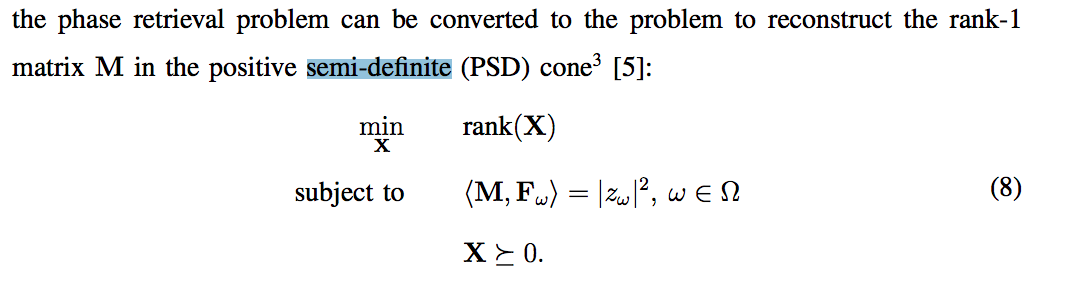 the phase retrieval problem can be converted to the problem to reconstruct the rank-1
matrix M in the positive semi-definite (PSD) cone³ [5]:
min rank(X)
X
subject to ⟨M, F_ω⟩ = |z_ω|², ω ∈ Ω (8)
X ⪰ 0.